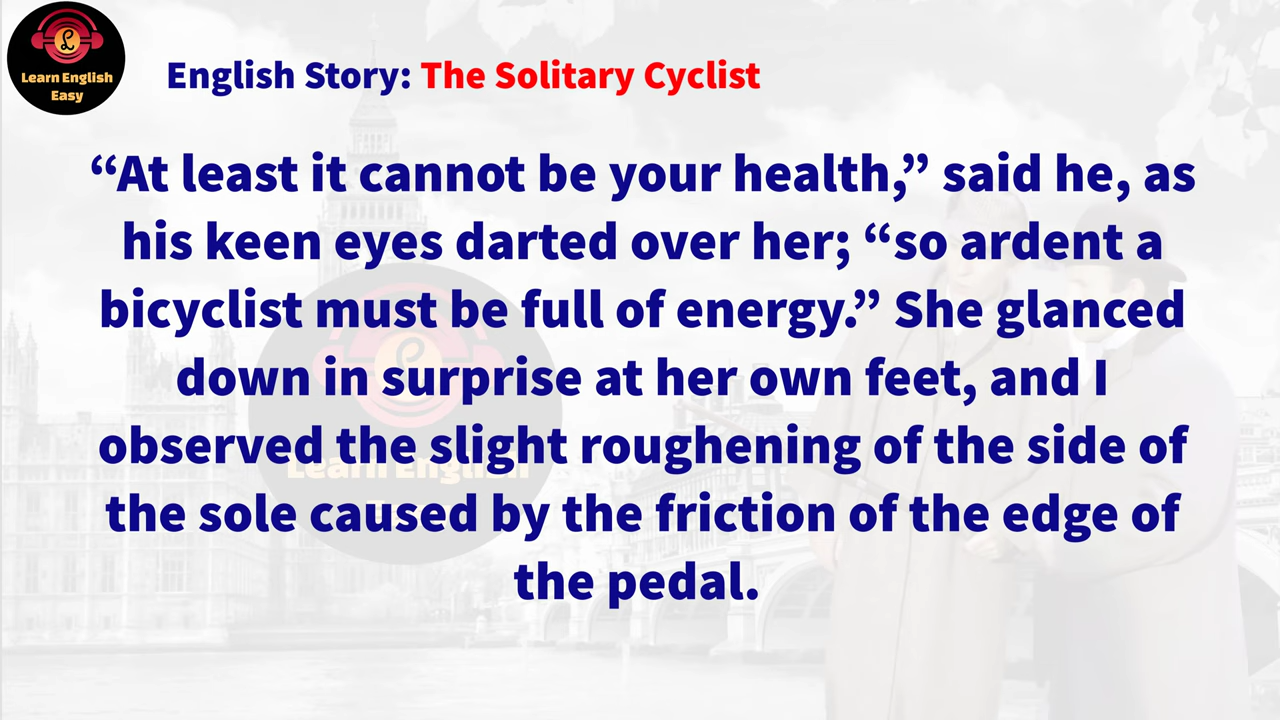 Learn English
Easy
English Story: The Solitary Cyclist
“At least it cannot be your health,” said he, as
his keen eyes darted over her; “so ardent a
bicyclist must be full of energy.” She glanced
down in surprise at her own feet, and I
observed the slight roughening of the side of
the sole caused by the friction of the edge of
the pedal.
Learn English